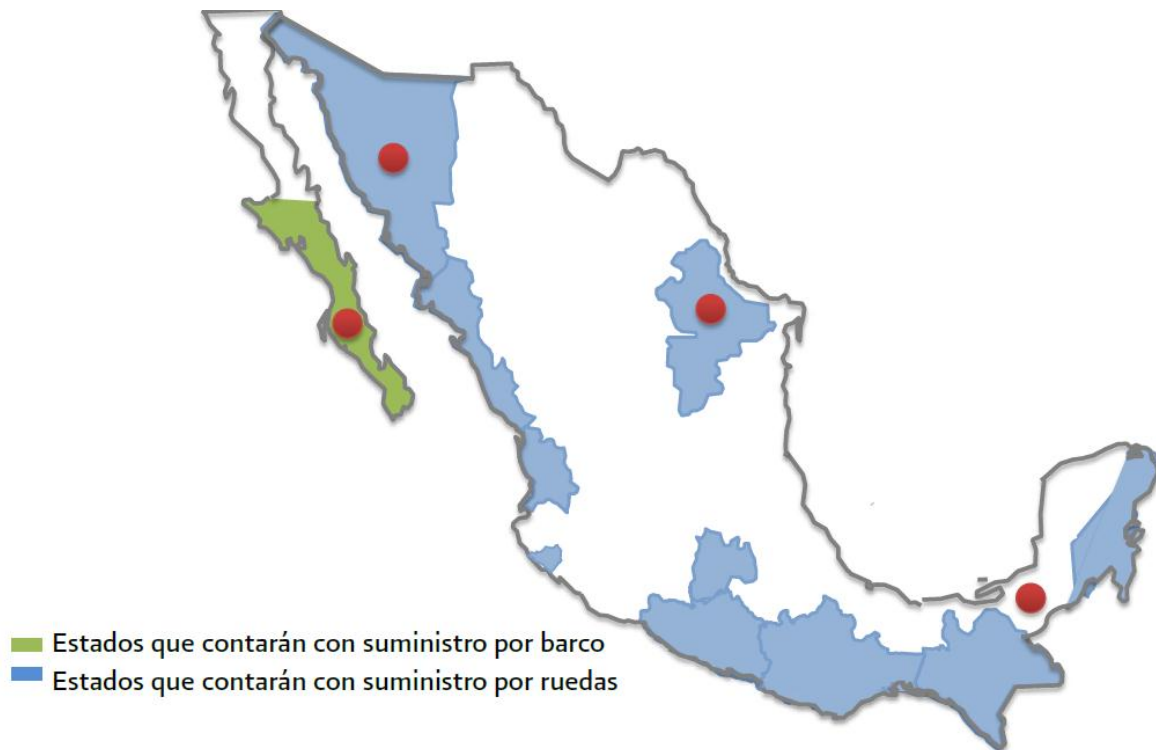 Estados que contarán con suministro por barco
Estados que contarán con suministro por ruedas